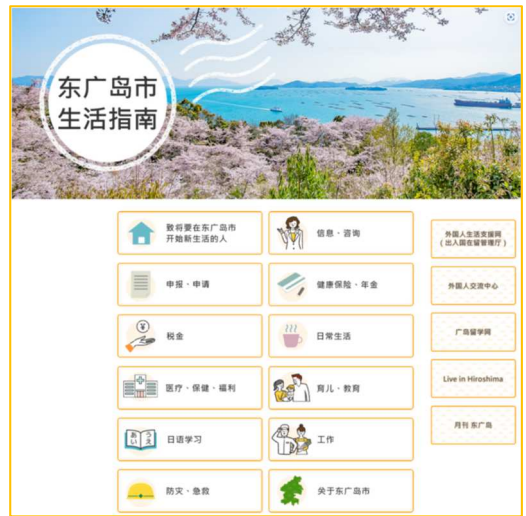 东广岛市
生活指南
致将要在东广岛市
开始新生活的人
信息・咨询
申报・申请
健康保险・年金
税金
日常生活
医疗・保健・福利
育儿・教育
あい
うえ
日语学习
工作
防灾・急救
关于东广岛市
外国人生活支援网
(出入国在留管理厅)
外国人交流中心
广岛留学网
Live in Hiroshima
月刊 东广岛